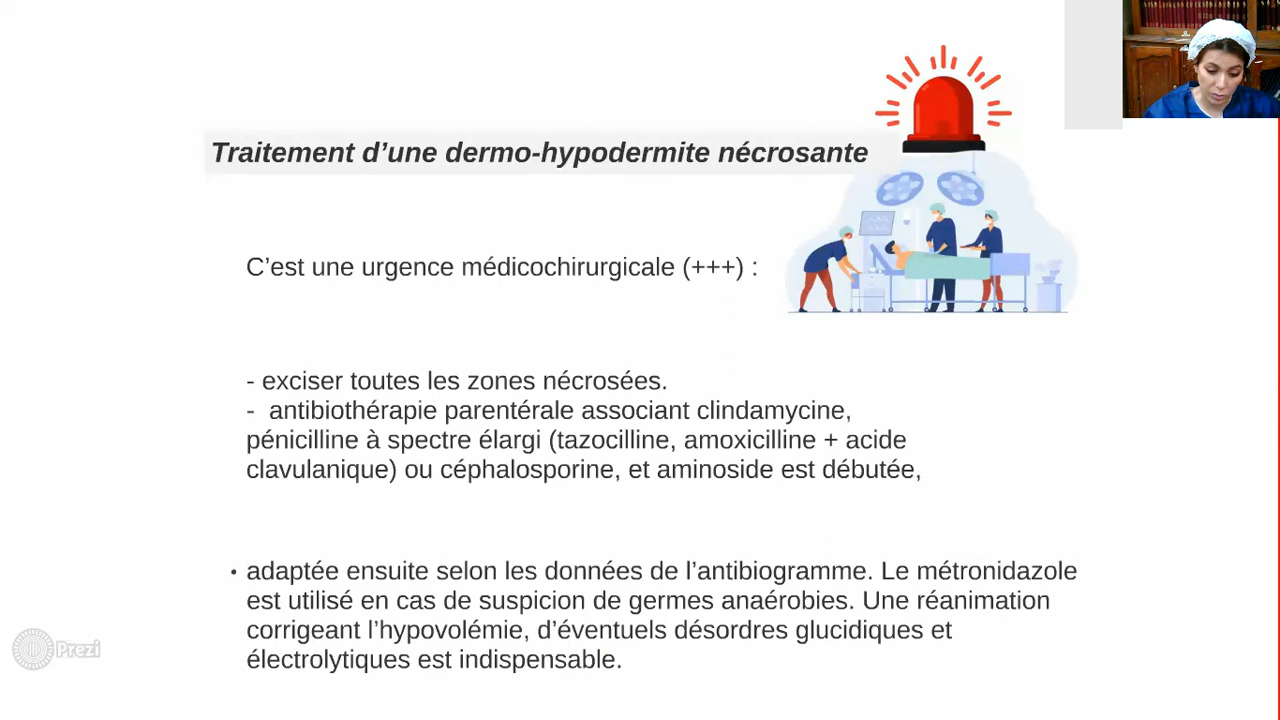 Traitement d’une dermo-hypodermite nécrosante
C’est une urgence médicochirurgicale (+++) :
- exciser toutes les zones nécrosées.
- antibiothérapie parentérale associant clindamycine,
pénicilline à spectre élargi (tazocilline, amoxicilline + acide
clavulanique) ou céphalosporine, et aminoside est débutée,
• adaptée ensuite selon les données de l’antibiogramme. Le métronidazole
est utilisé en cas de suspicion de germes anaérobies. Une réanimation
corrigeant l’hypovolémie, d’éventuels désordres glucidiques et
électrolytiques est indispensable.
Prezi